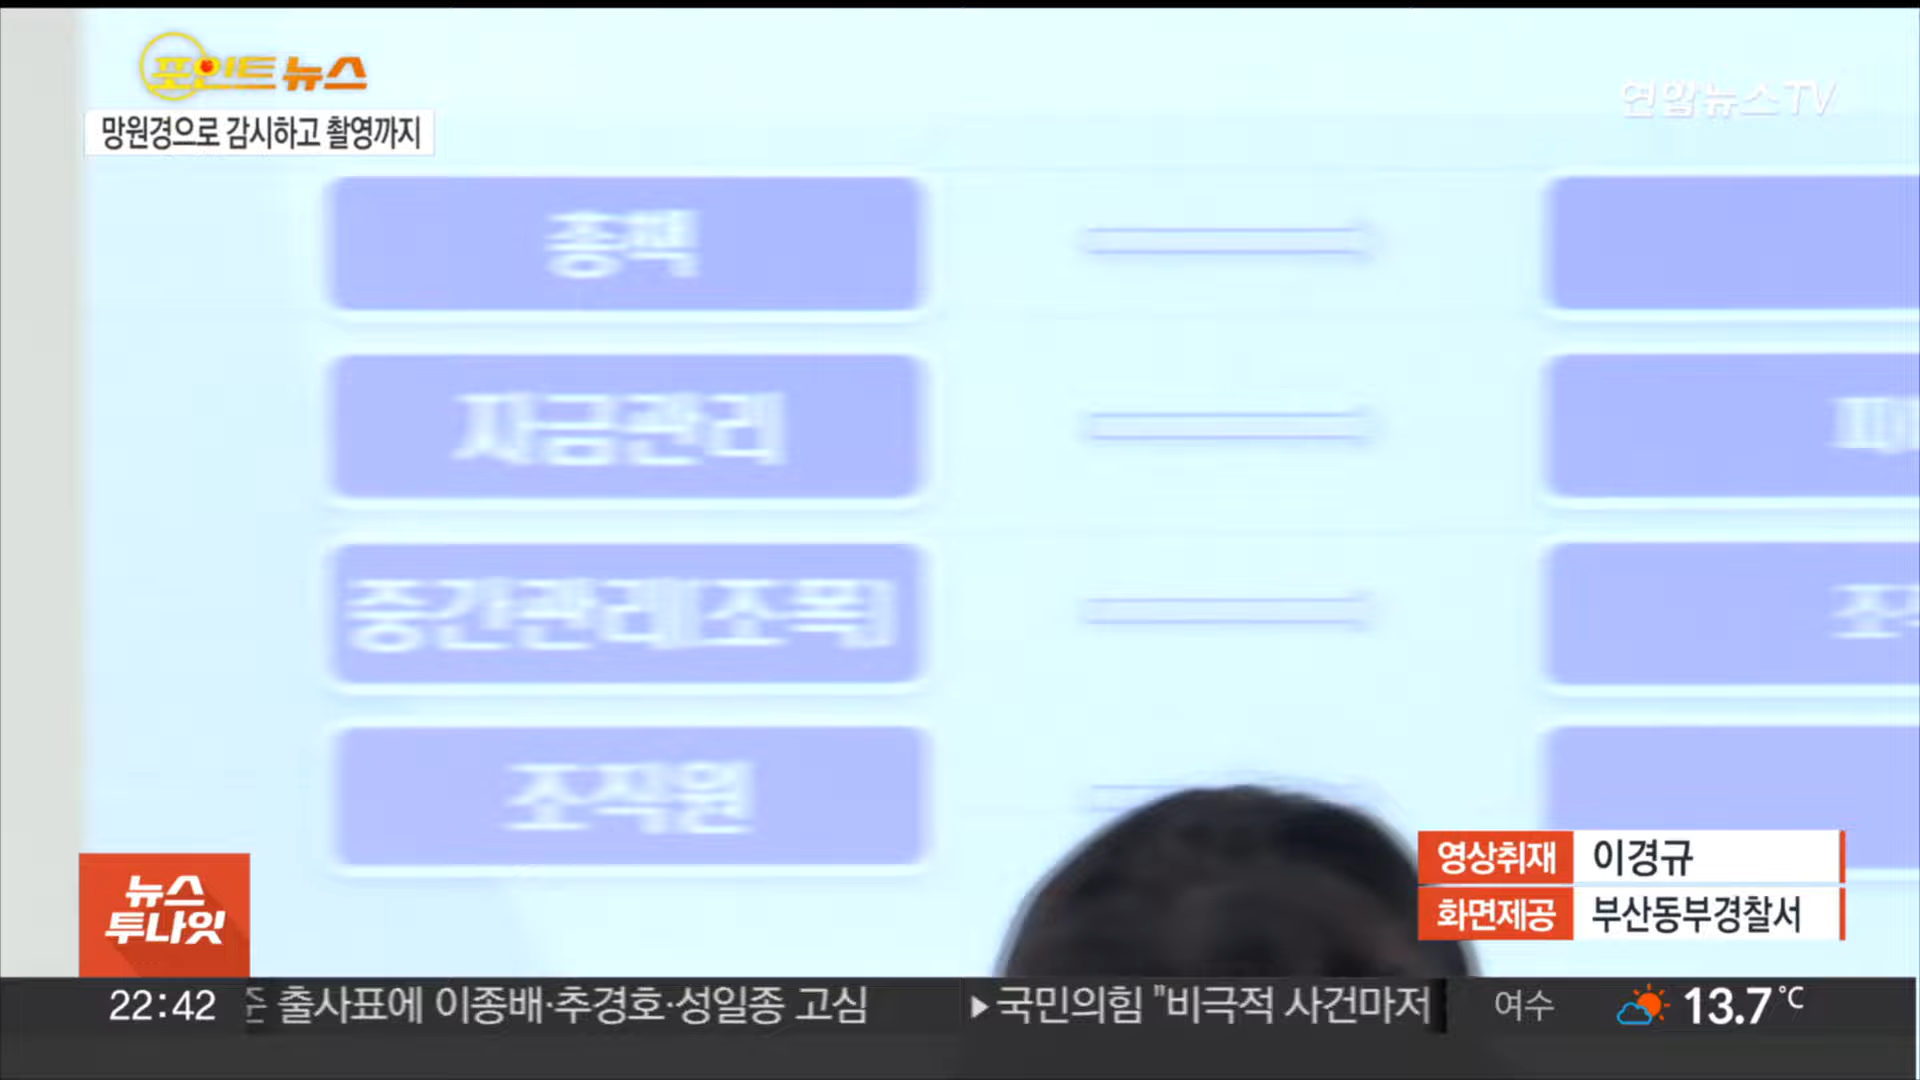 포인트뉴스
연합뉴스TV
망원경으로 감시하고 촬영까지
총책
자금관리
중간관리[조폭]
조직원
영상취재 이경규
화면제공 부산동부경찰서
뉴스
투나잇
22:42 출사표에 이종배·추경호·성일종 고심 ▶국민의힘 "비극적 사건마저 여수 13.7℃